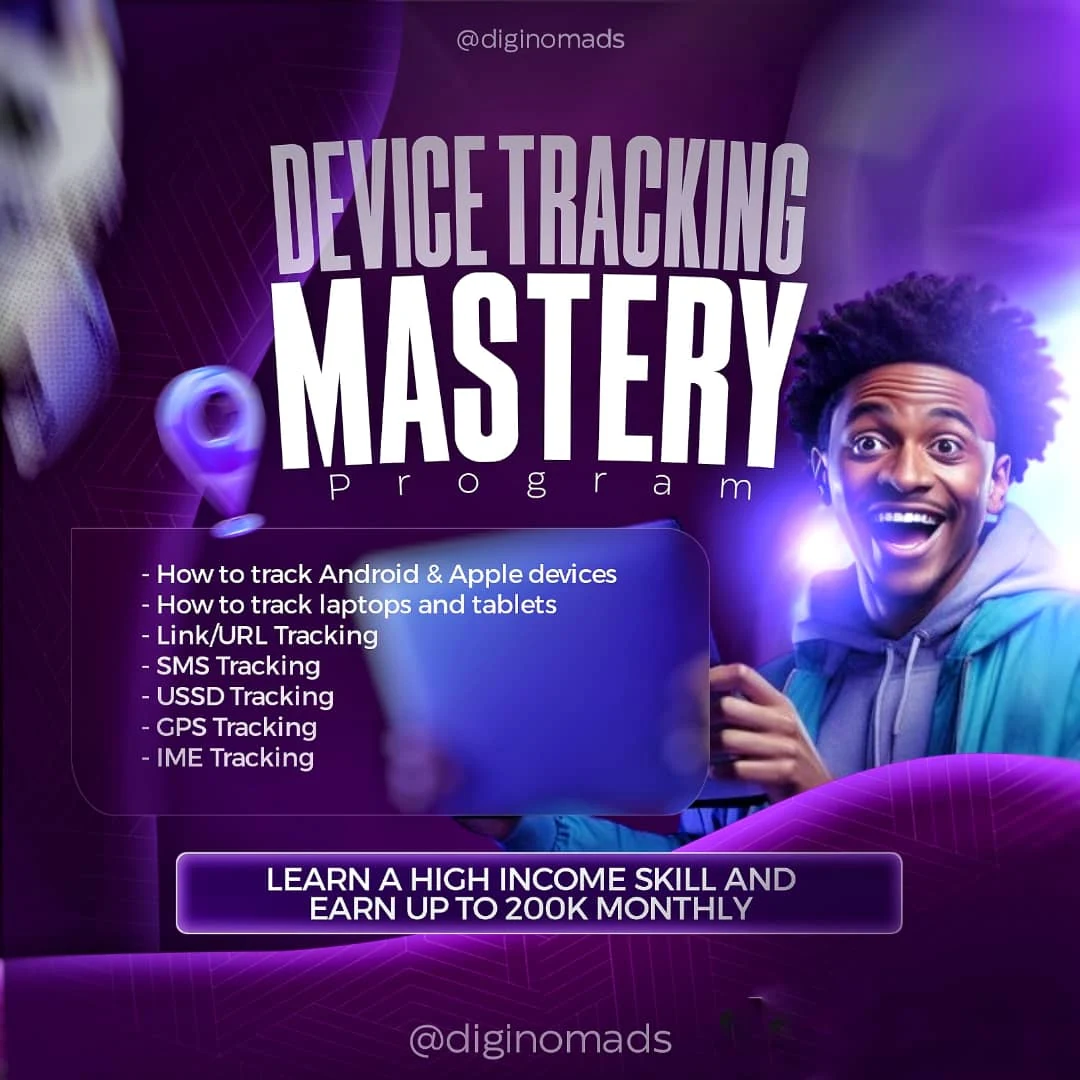 @diginomads
DEVICE TRACKING
MASTERY
Program
- How to track Android & Apple devices
- How to track laptops and tablets
- Link/URL Tracking
- SMS Tracking
- USSD Tracking
- GPS Tracking
- IME Tracking
LEARN A HIGH INCOME SKILL AND
EARN UP TO 200K MONTHLY
@diginomads